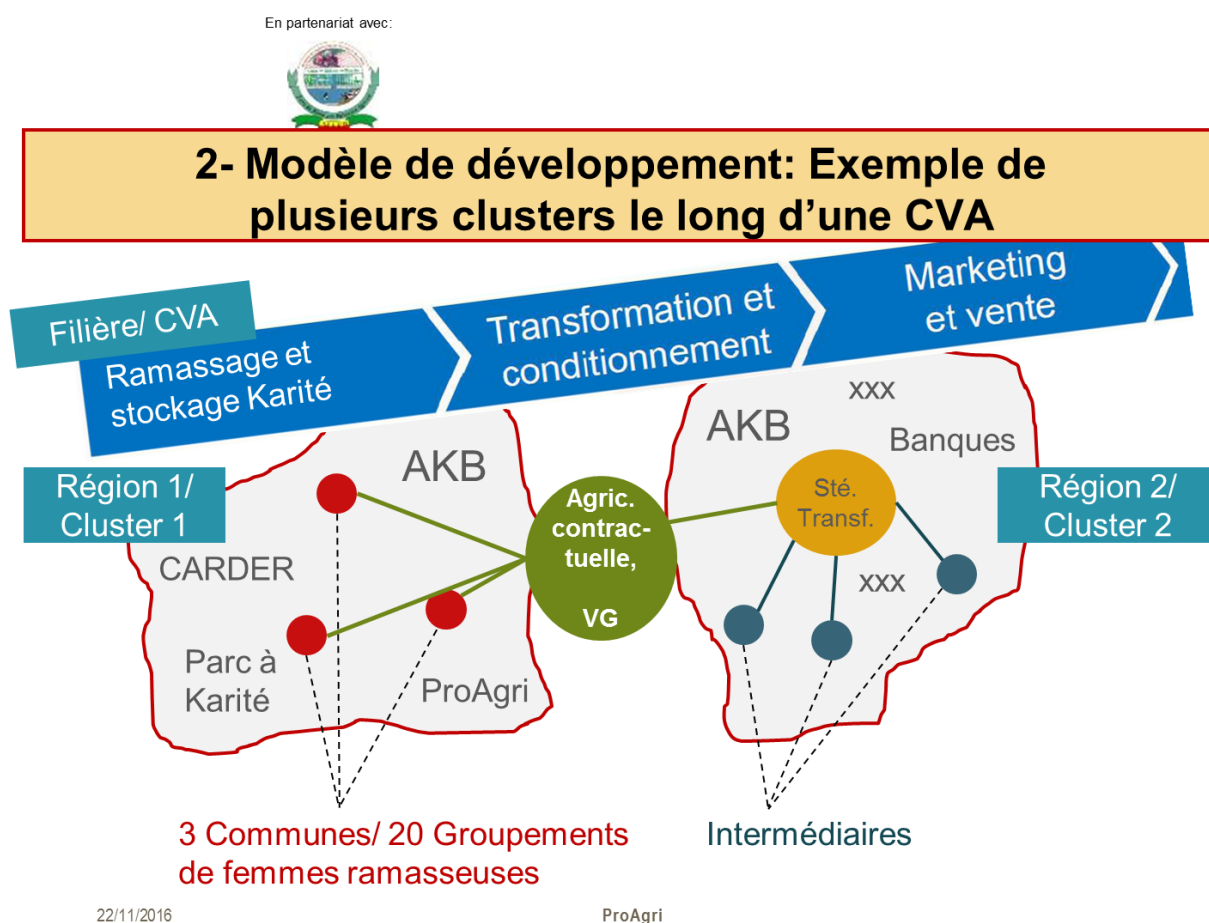 En partenariat avec:
2- Modèle de développement: Exemple de
plusieurs clusters le long d’une CVA
Filière/ CVA
Ramassage et
stockage Karité
Transformation et
conditionnement
Marketing
et vente
Région 1/
Cluster 1
AKB
CARDER
Parc à
Karité
ProAgri
Agric.
contrac-
tuelle,
VG
AKB
xxx
Banques
Sté.
Transf.
xxx
Région 2/
Cluster 2
3 Communes/ 20 Groupements
de femmes ramasseuses
Intermédiaires
22/11/2016
ProAgri